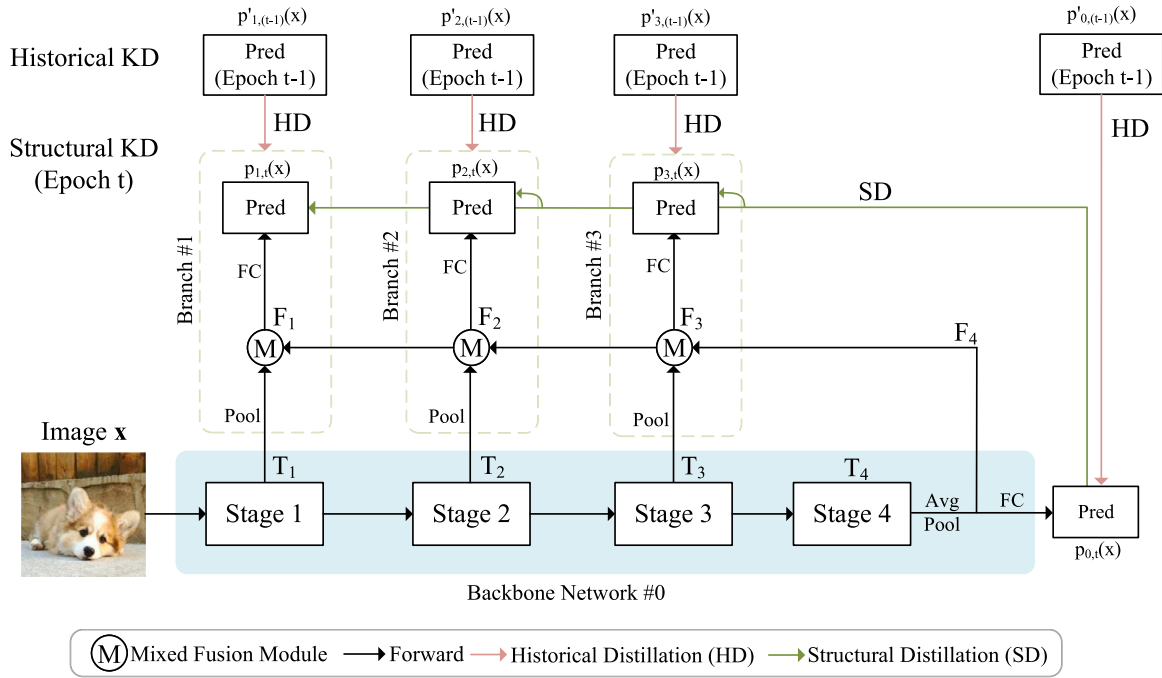 p'1,(t-1)(x) p'2,(t-1)(x) p'3,(t-1)(x) p'0,(t-1)(x)
Historical KD
Pred (Epoch t-1)
Pred (Epoch t-1)
Pred (Epoch t-1)
Pred (Epoch t-1)
HD HD HD HD
Structural KD
(Epoch t)
p1,t(x) p2,t(x) p3,t(x)
Pred Pred Pred SD
Branch #1 Branch #2 Branch #3
FC FC FC
F1 F2 F3 F4
M M M
Pool Pool Pool
Image x
T1 T2 T3 T4
Stage 1 Stage 2 Stage 3 Stage 4 Avg Pool FC Pred
p0,t(x)
Backbone Network #0
M Mixed Fusion Module Forward Historical Distillation (HD) Structural Distillation (SD)